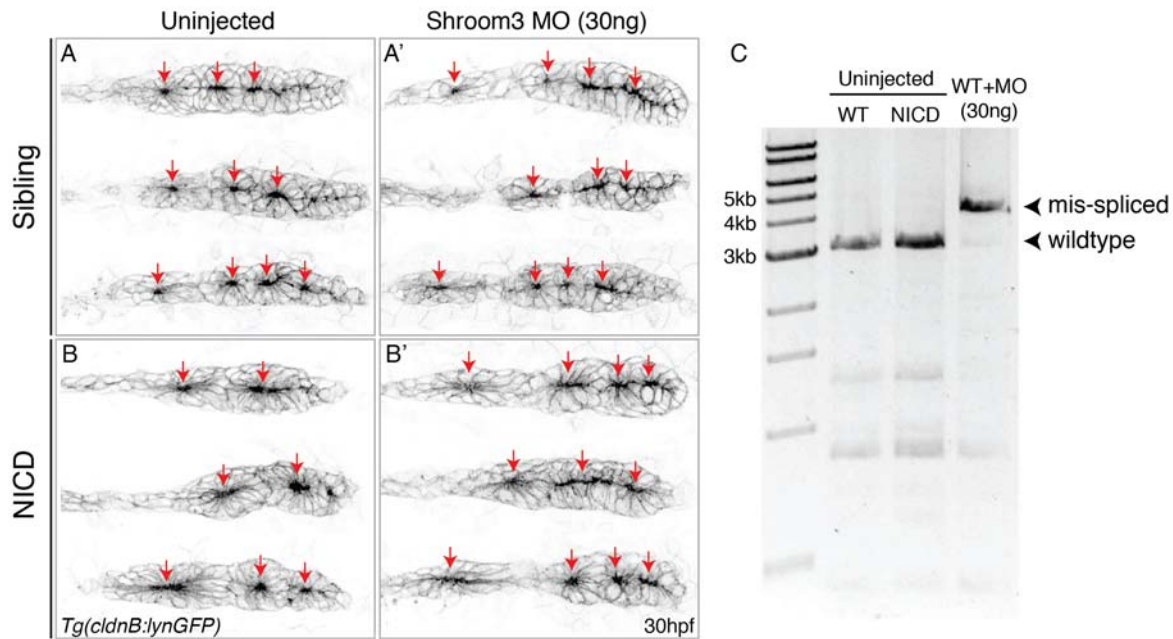 Uninjected
Shroom3 MO (30ng)
Sibling
A
A'
NICD
B
B'
Tg(cldnB:lynGFP)
30hpf
C
Uninjected
WT
NICD
WT+MO
(30ng)
5kb
4kb
3kb
mis-spliced
wildtype